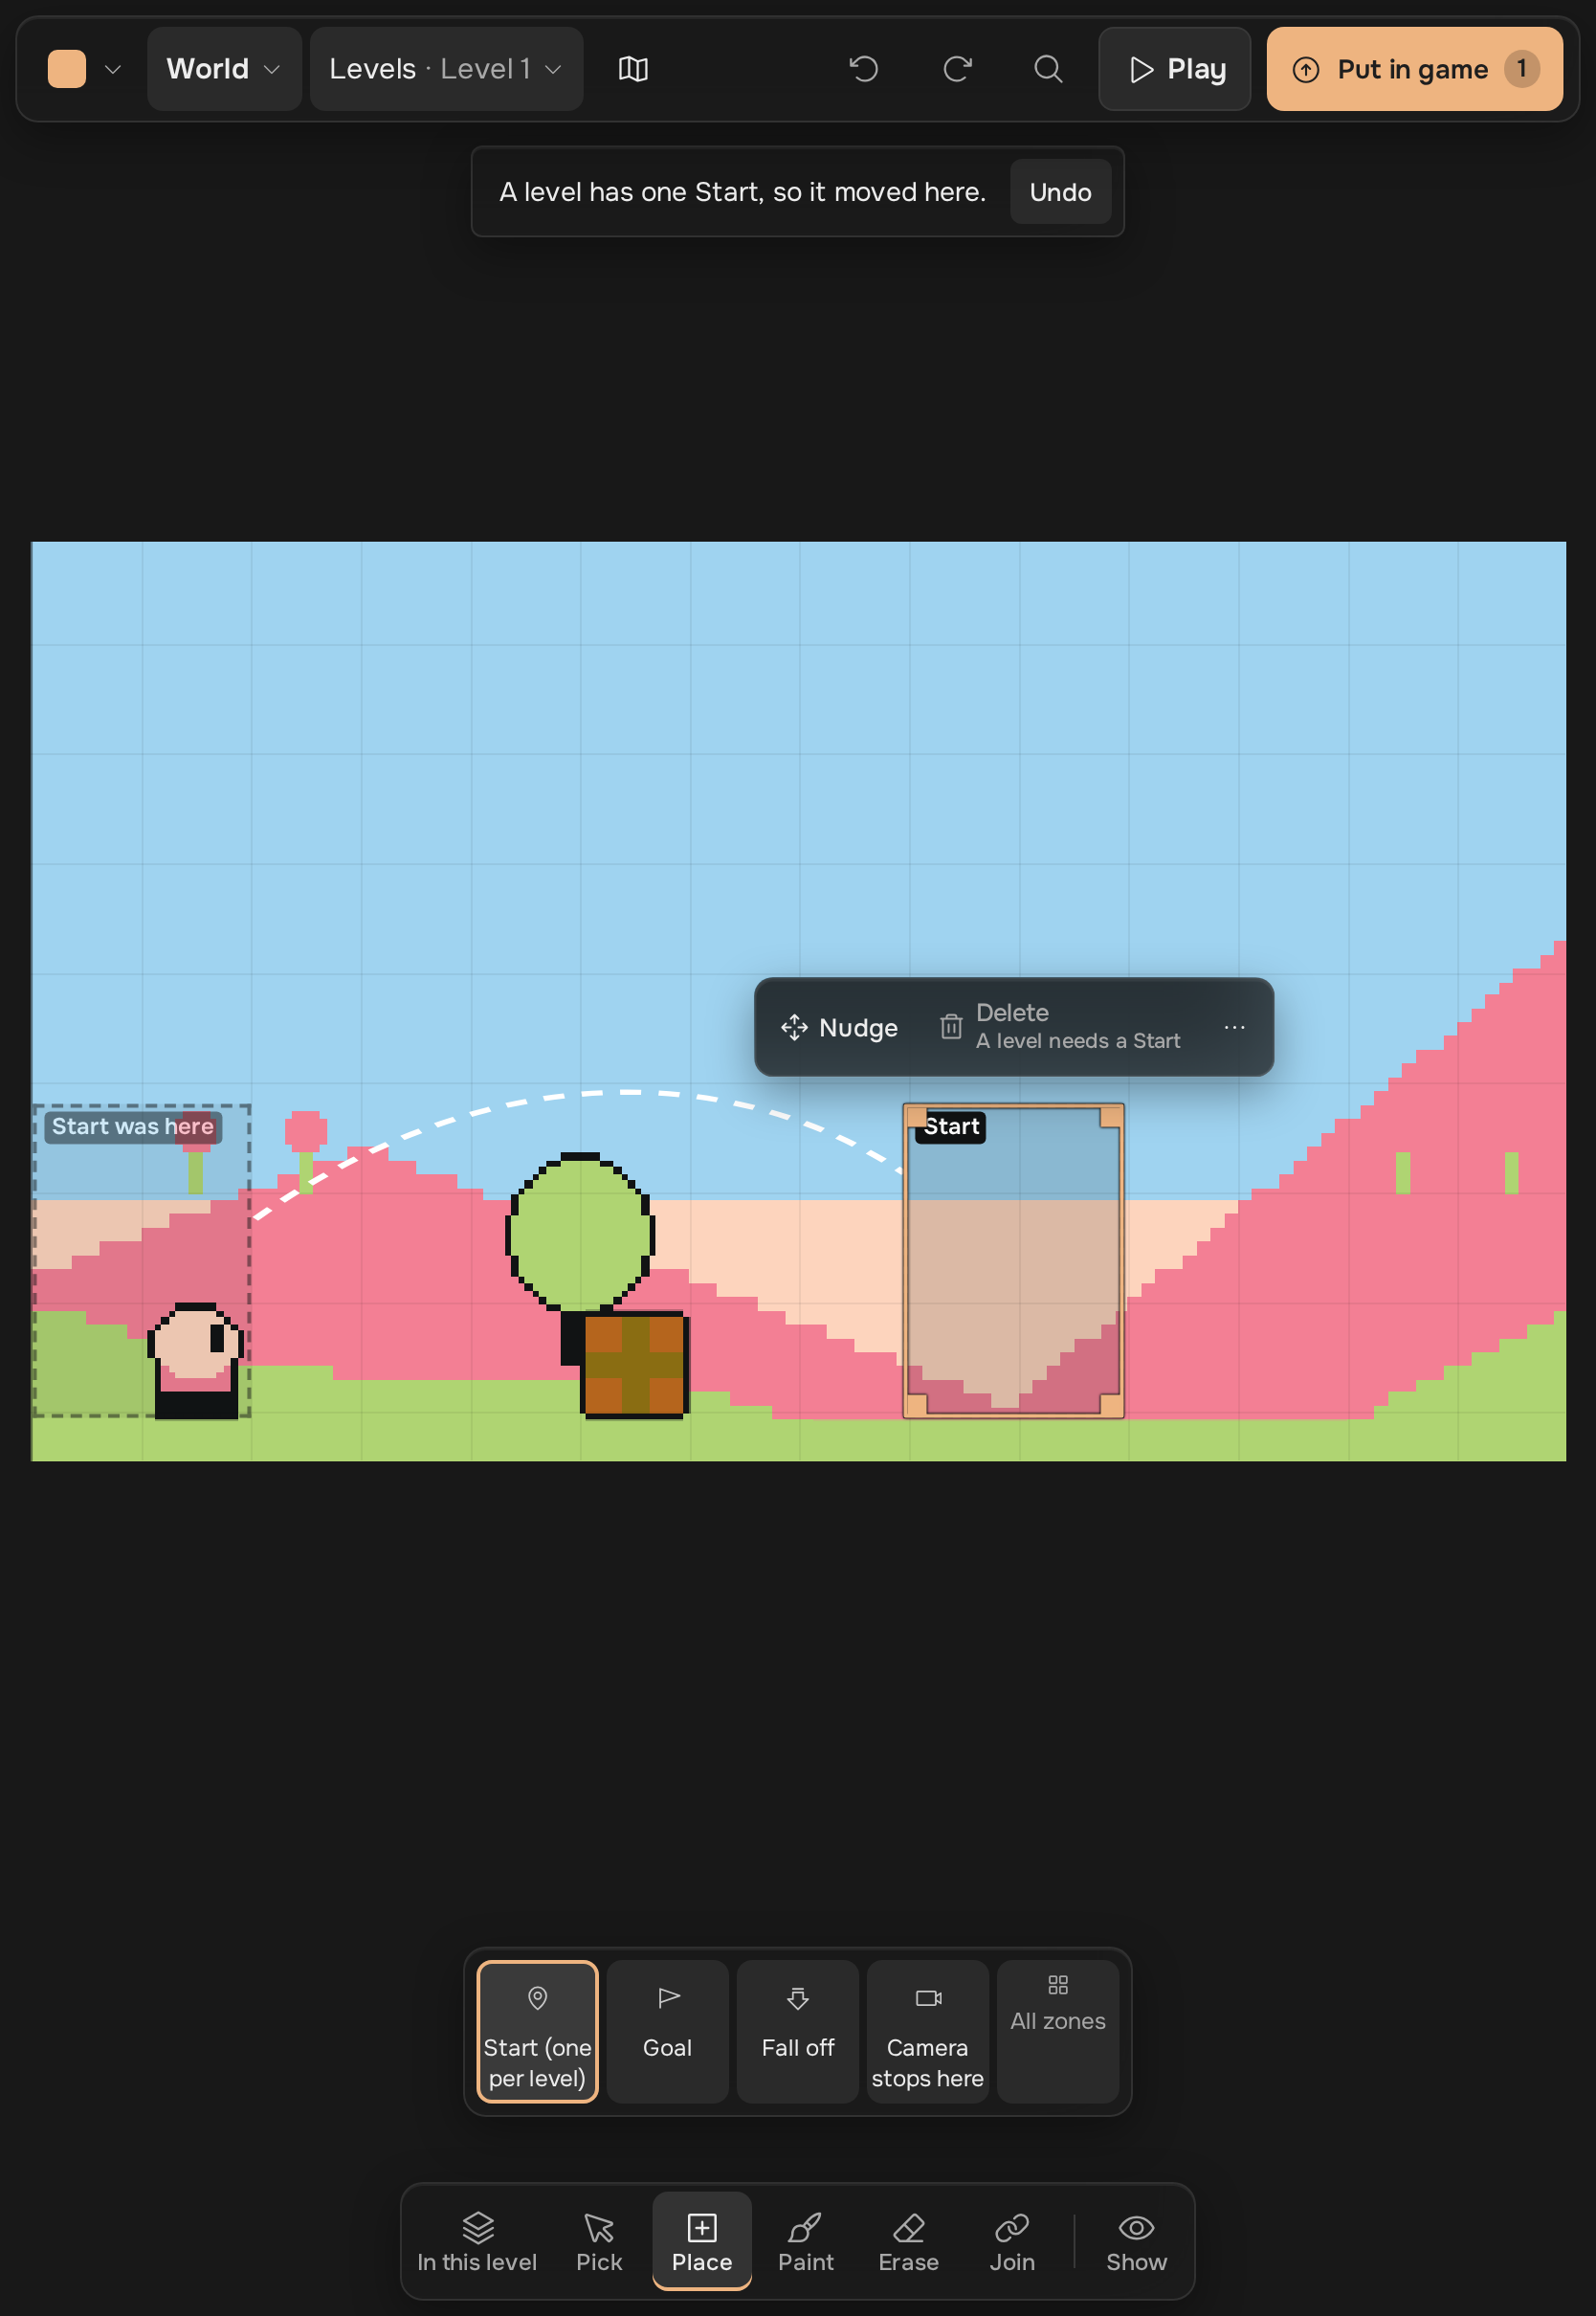 World
Levels · Level 1
Play
Put in game 1
A level has one Start, so it moved here.
Undo
Nudge
Delete
A level needs a Start
Start was here
Start
Start (one
per level)
Goal
Fall off
Camera
stops here
All zones
In this level
Pick
Place
Paint
Erase
Join
Show